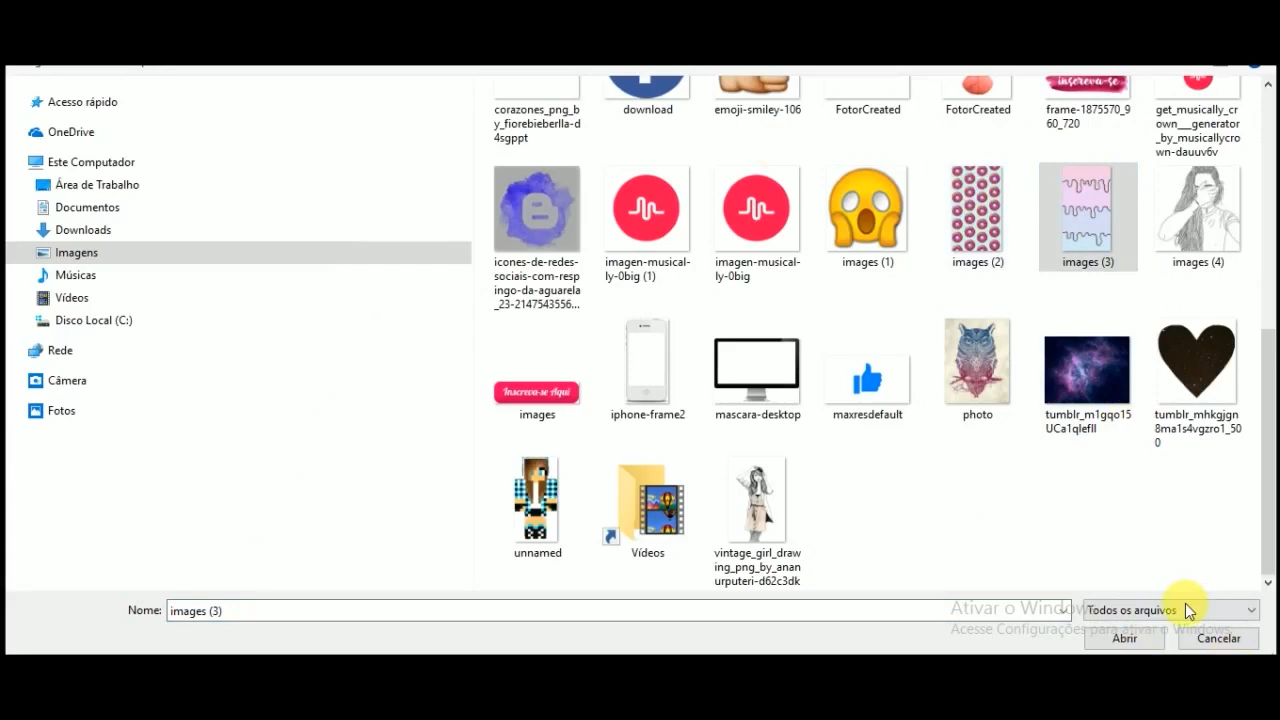 Acesso rápido
OneDrive
Este Computador
Área de Trabalho
Documentos
Downloads
Imagens
Músicas
Vídeos
Disco Local (C:)
Rede
Câmera
Fotos
inscreva-se
corazones_png_b
y_fiorebieberlla-d
4sgppt
download
emoji-smiley-106
FotorCreated
FotorCreated
frame-1875570_9
60_720
get_musically_cr
own___generator
_by_musicallycr
own-dauuv6v
icones-de-redes-
sociais-com-resp
ingo-da-aguarela
_23-2147543556...
imagen-musical-
ly-0big (1)
imagen-musical-
ly-0big
images (1)
images (2)
images (3)
images (4)
Inscreva-se Aqui
images
iphone-frame2
mascara-desktop
maxresdefault
photo
tumblr_m1gqo15
UCa1qlefll
tumblr_mhkgjgn
8ma1s4vgzro1_50
0
unnamed
Vídeos
vintage_girl_draw
ing_png_by_anan
urputeri-d62c3dk
Nome:
images (3)
Todos os arquivos
Ativar o Windows
Acesse Configurações para ativar o Windows.
Abrir
Cancelar